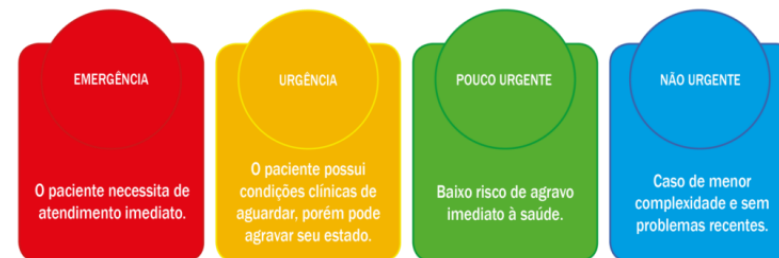 EMERGÊNCIA
O paciente necessita de
atendimento imediato.
URGÊNCIA
O paciente possui
condições clínicas de
aguardar, porém pode
agravar seu estado.
POUCO URGENTE
Baixo risco de agravo
imediato à saúde.
NÃO URGENTE
Caso de menor
complexidade e sem
problemas recentes.